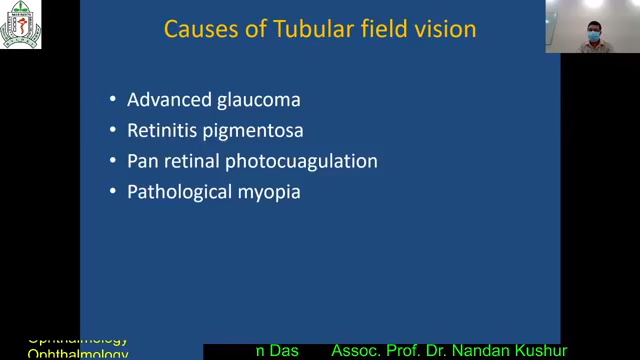 Causes of Tubular field vision
• Advanced glaucoma
• Retinitis pigmentosa
• Pan retinal photocuagulation
• Pathological myopia
Ophthalmology
Ophthalmology
n Das Assoc. Prof. Dr. Nandan Kushur